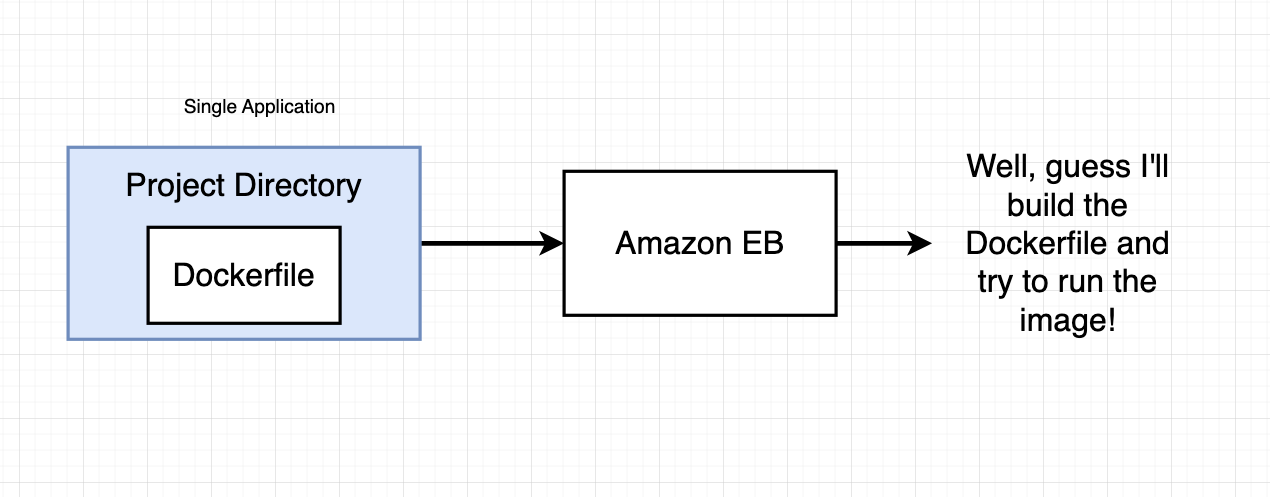 Single Application
Project Directory
Dockerfile
Amazon EB
Well, guess I'll
build the
Dockerfile and
try to run the
image!